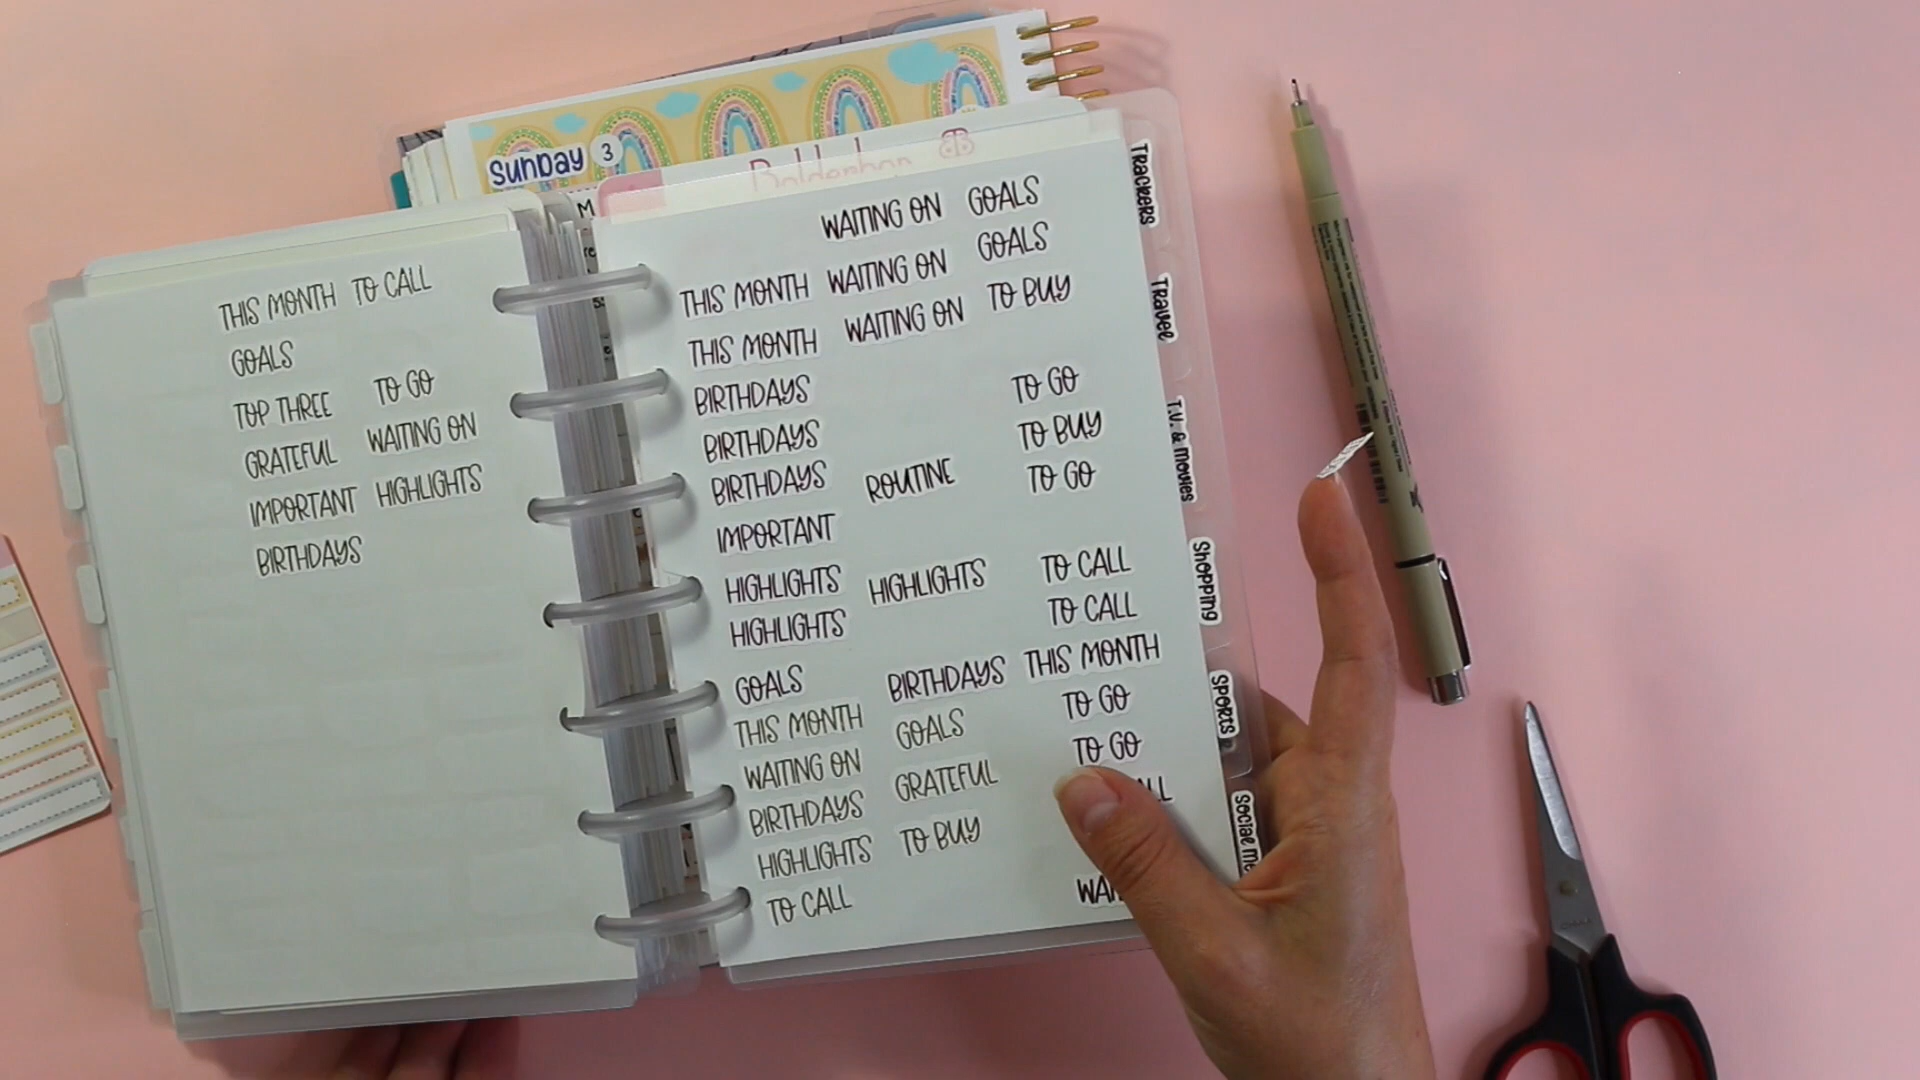 Sunday 3
M
THIS MONTH TO CALL
GOALS
TOP THREE TO GO
GRATEFUL WAITING ON
IMPORTANT HIGHLIGHTS
BIRTHDAYS
WAITING ON GOALS
THIS MONTH WAITING ON GOALS
THIS MONTH WAITING ON TO BUY
BIRTHDAYS TO GO
BIRTHDAYS TO BUY
BIRTHDAYS ROUTINE TO GO
IMPORTANT
HIGHLIGHTS HIGHLIGHTS TO CALL
HIGHLIGHTS TO CALL
GOALS BIRTHDAYS THIS MONTH
THIS MONTH GOALS TO GO
WAITING ON GRATEFUL TO GO
BIRTHDAYS
HIGHLIGHTS TO BUY
TO CALL
TRACKERS
TRAVEL
T.V. & MOVIES
SHOPPING
SPORTS
SOCIAL